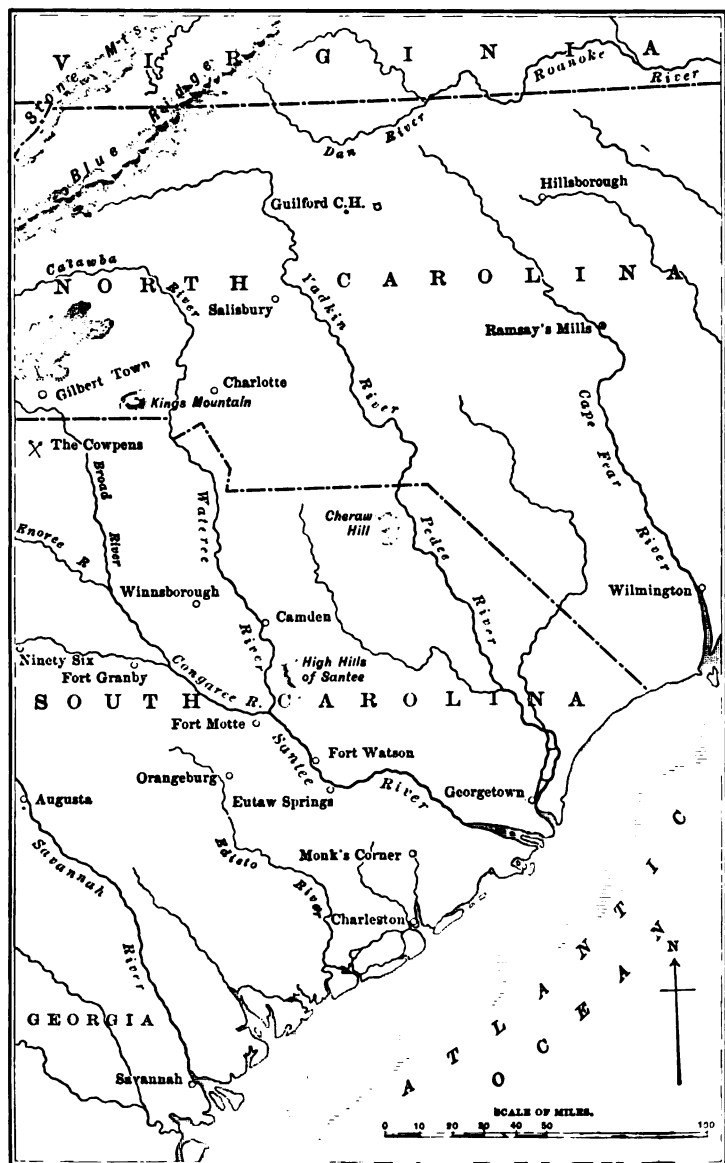 VIRGINIA
Stone Mts
Blue Ridge
Roanoke River
Dan River
Guilford C.H.
Hillsborough
Catawba River
NORTH CAROLINA
Yadkin River
Salisbury
Ramsay's Mills
Gilbert Town
Charlotte
Kings Mountain
Cape Fear River
The Cowpens
Broad River
Wateree River
Cheraw Hill
Pedee River
Enoree R.
Winnsborough
Wilmington
Camden
Ninety Six
Fort Granby
Congaree R.
High Hills
of Santee
SOUTH CAROLINA
Fort Motte
Santee River
Fort Watson
Orangeburg
Eutaw Springs
Georgetown
Augusta
Savannah River
Edisto River
Monk's Corner
Charleston
ATLANTIC
OCEAN
N
GEORGIA
Savannah
SCALE OF MILES.
0 10 20 30 40 50 100